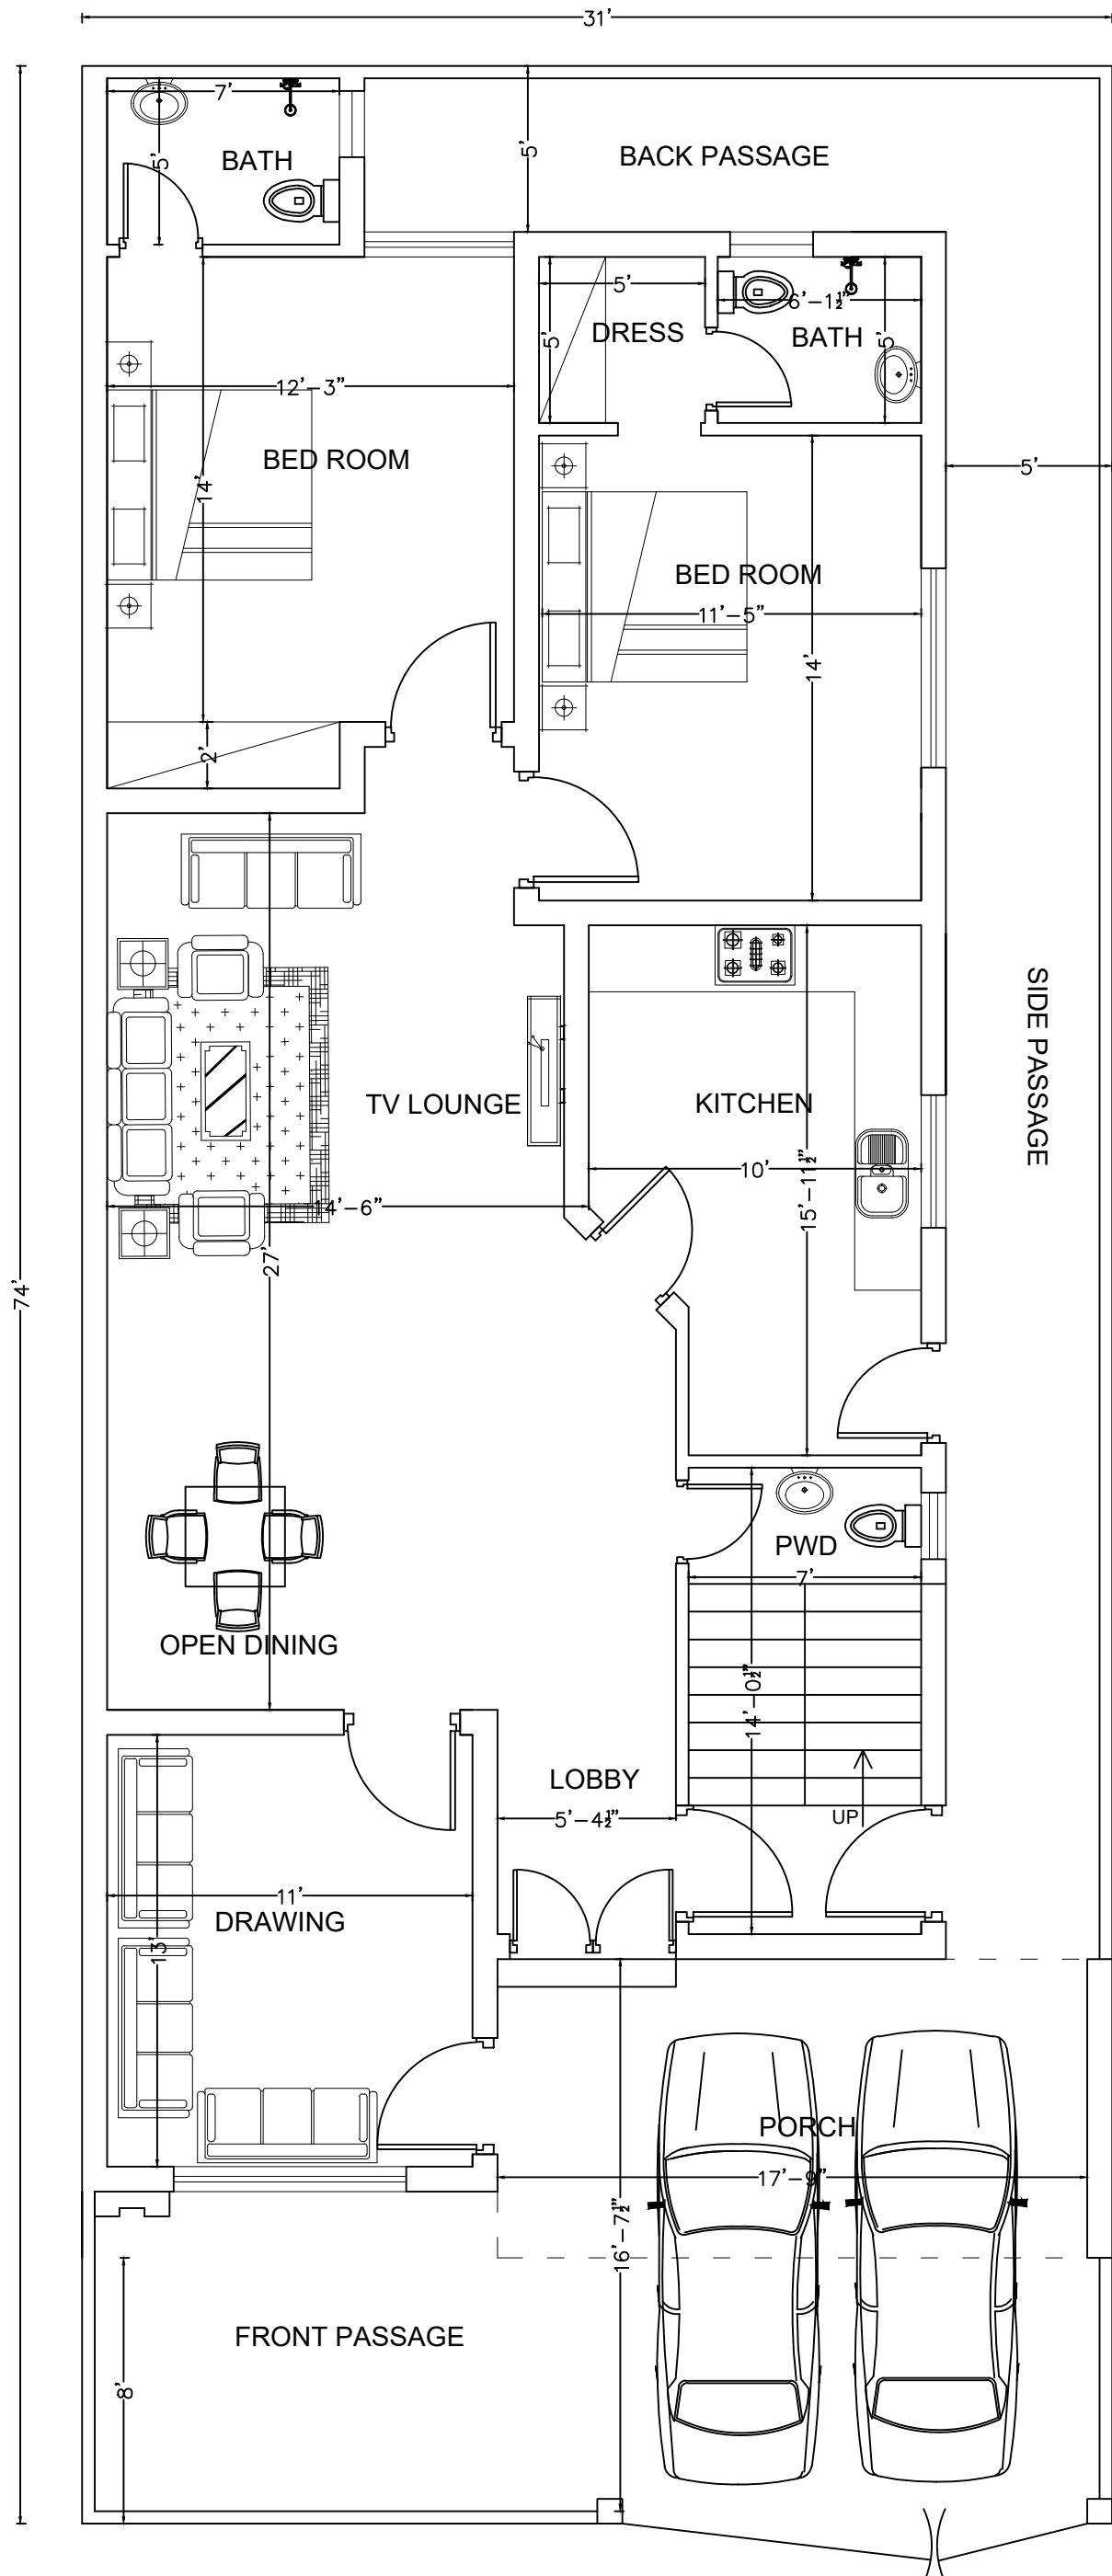 31'
7'
5'
BATH
5'
BACK PASSAGE
5'
6'-1½"
5'
DRESS
BATH
5'
12'-3"
BED ROOM
5'
14'
BED ROOM
11'-5"
14'
2'
SIDE PASSAGE
TV LOUNGE
KITCHEN
10'
15'-11½"
14'-6"
27'
74'
PWD
7'
OPEN DINING
14'-0½"
LOBBY
5'-4½"
UP
11'
DRAWING
13'
PORCH
17'-9"
16'-7½"
FRONT PASSAGE
8'